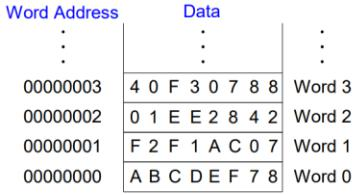 Word Address Data
. . .
. . .
. . .
00000003 4 0 F 3 0 7 8 8 Word 3
00000002 0 1 E E 2 8 4 2 Word 2
00000001 F 2 F 1 A C 0 7 Word 1
00000000 A B C D E F 7 8 Word 0